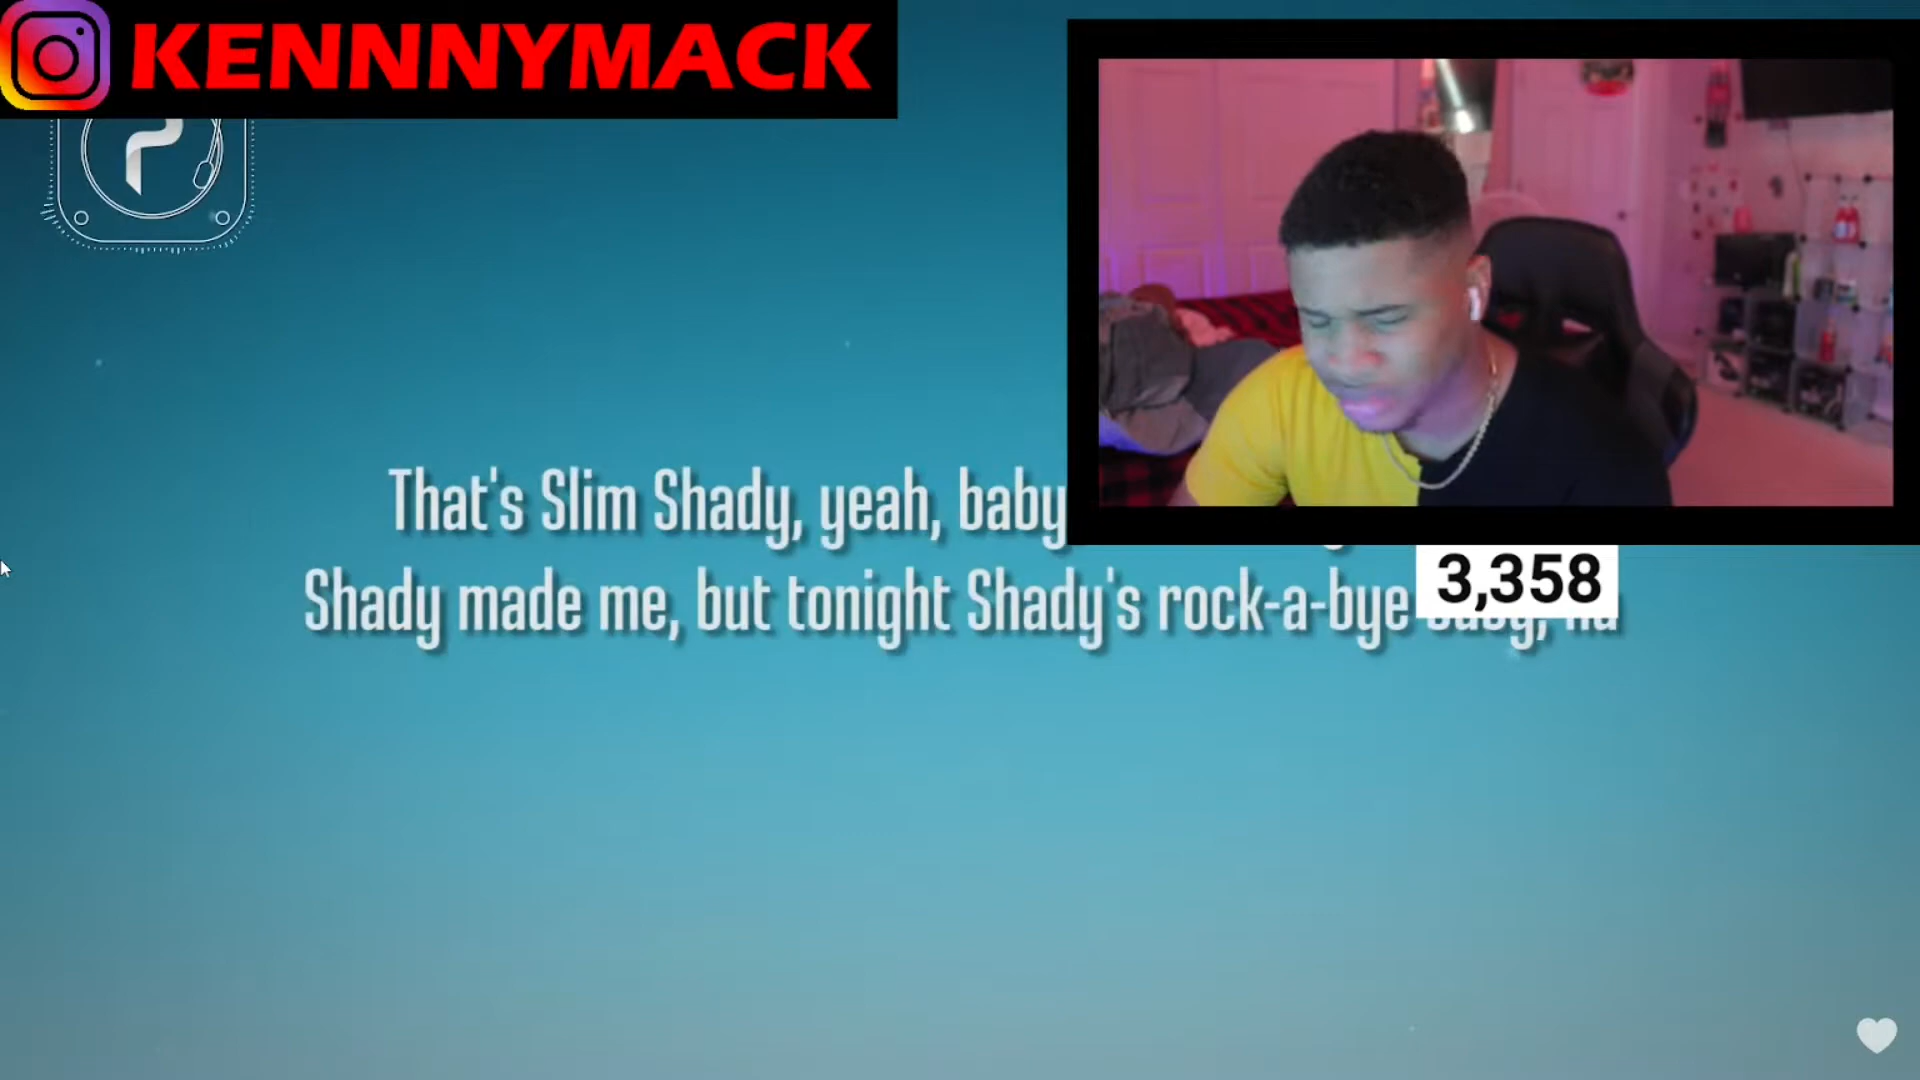 KENNNYMACK
That's Slim Shady, yeah, baby
Shady made me, but tonight Shady's rock-a-bye
3,358